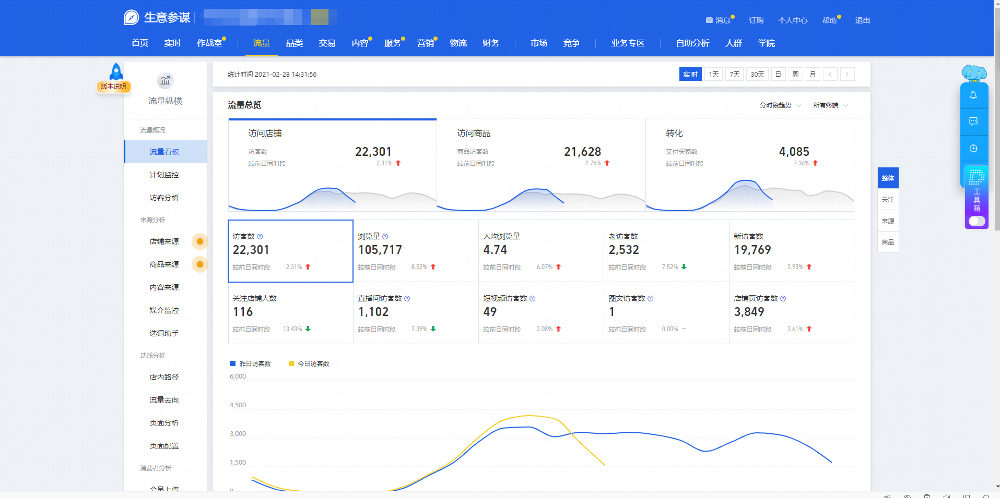 生意参谋
消息 订购 个人中心 帮助 退出
首页 实时 作战室 流量 品类 交易 内容 服务 营销 物流 财务 市场 竞争 业务专区 自助分析 人群 学院
版本说明
流量纵横
流量概况
流量看板
计划监控
访客分析
来源分析
店铺来源
商品来源
内容来源
媒介监控
选词助手
动线分析
店内路径
流量去向
页面分析
页面配置
消费者分析
会员上传
统计时间 2021-02-28 14:31:56
实时 1天 7天 30天 日 周 月
流量总览
分时段趋势 所有终端
访问店铺
访客数 22,301
较前日同时段 2.31%
访问商品
商品访客数 21,628
较前日同时段 2.75%
转化
支付买家数 4,085
较前日同时段 7.36%
访客数
22,301
较前日同时段 2.31%
浏览量
105,717
较前日同时段 8.52%
人均浏览量
4.74
较前日同时段 6.07%
老访客数
2,532
较前日同时段 7.52%
新访客数
19,769
较前日同时段 3.93%
关注店铺人数
116
较前日同时段 13.43%
直播间访客数
1,102
较前日同时段 7.39%
短视频访客数
49
较前日同时段 2.08%
图文访客数
1
较前日同时段 0.00%
店铺页访客数
3,849
较前日同时段 3.61%
昨日访客数 今日访客数
6,000
4,500
3,000
1,500
0
整体
关注
来源
商品
工
具
箱